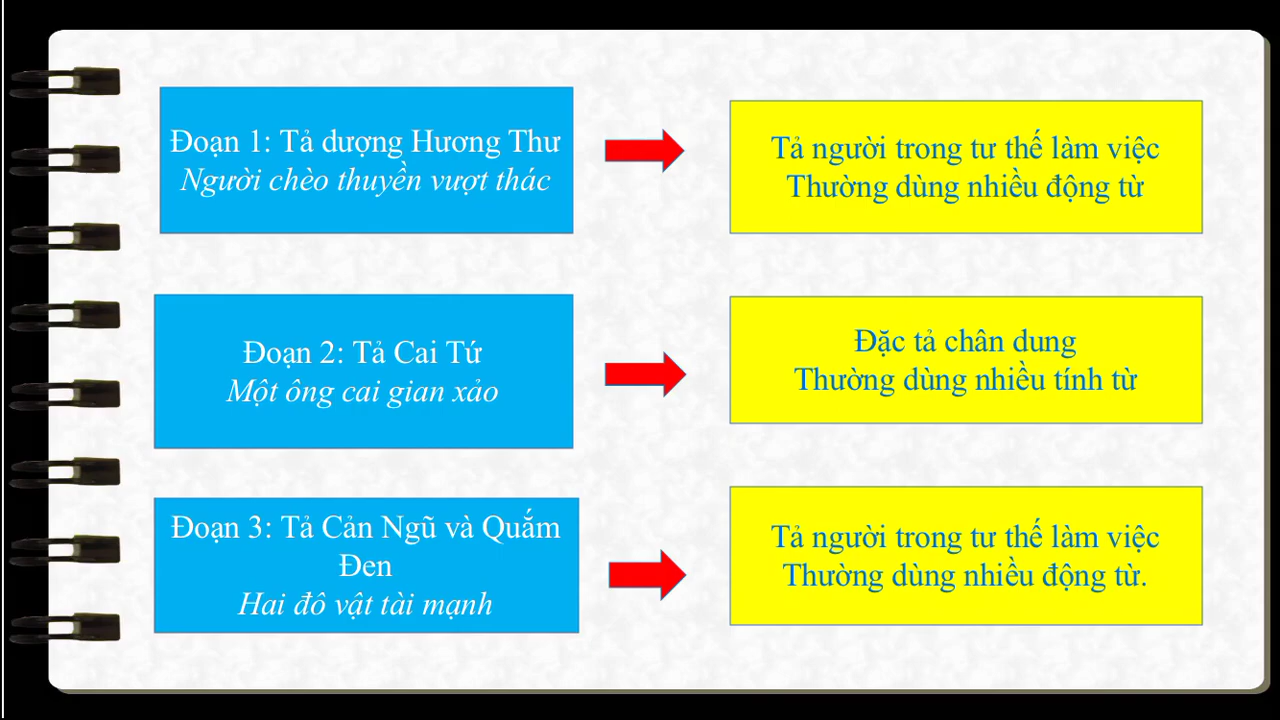 Đoạn 1: Tả dượng Hương Thư
Người chèo thuyền vượt thác
Tả người trong tư thế làm việc
Thường dùng nhiều động từ
Đoạn 2: Tả Cai Tứ
Một ông cai gian xảo
Đặc tả chân dung
Thường dùng nhiều tính từ
Đoạn 3: Tả Cản Ngũ và Quắm
Đen
Hai đô vật tài mạnh
Tả người trong tư thế làm việc
Thường dùng nhiều động từ.